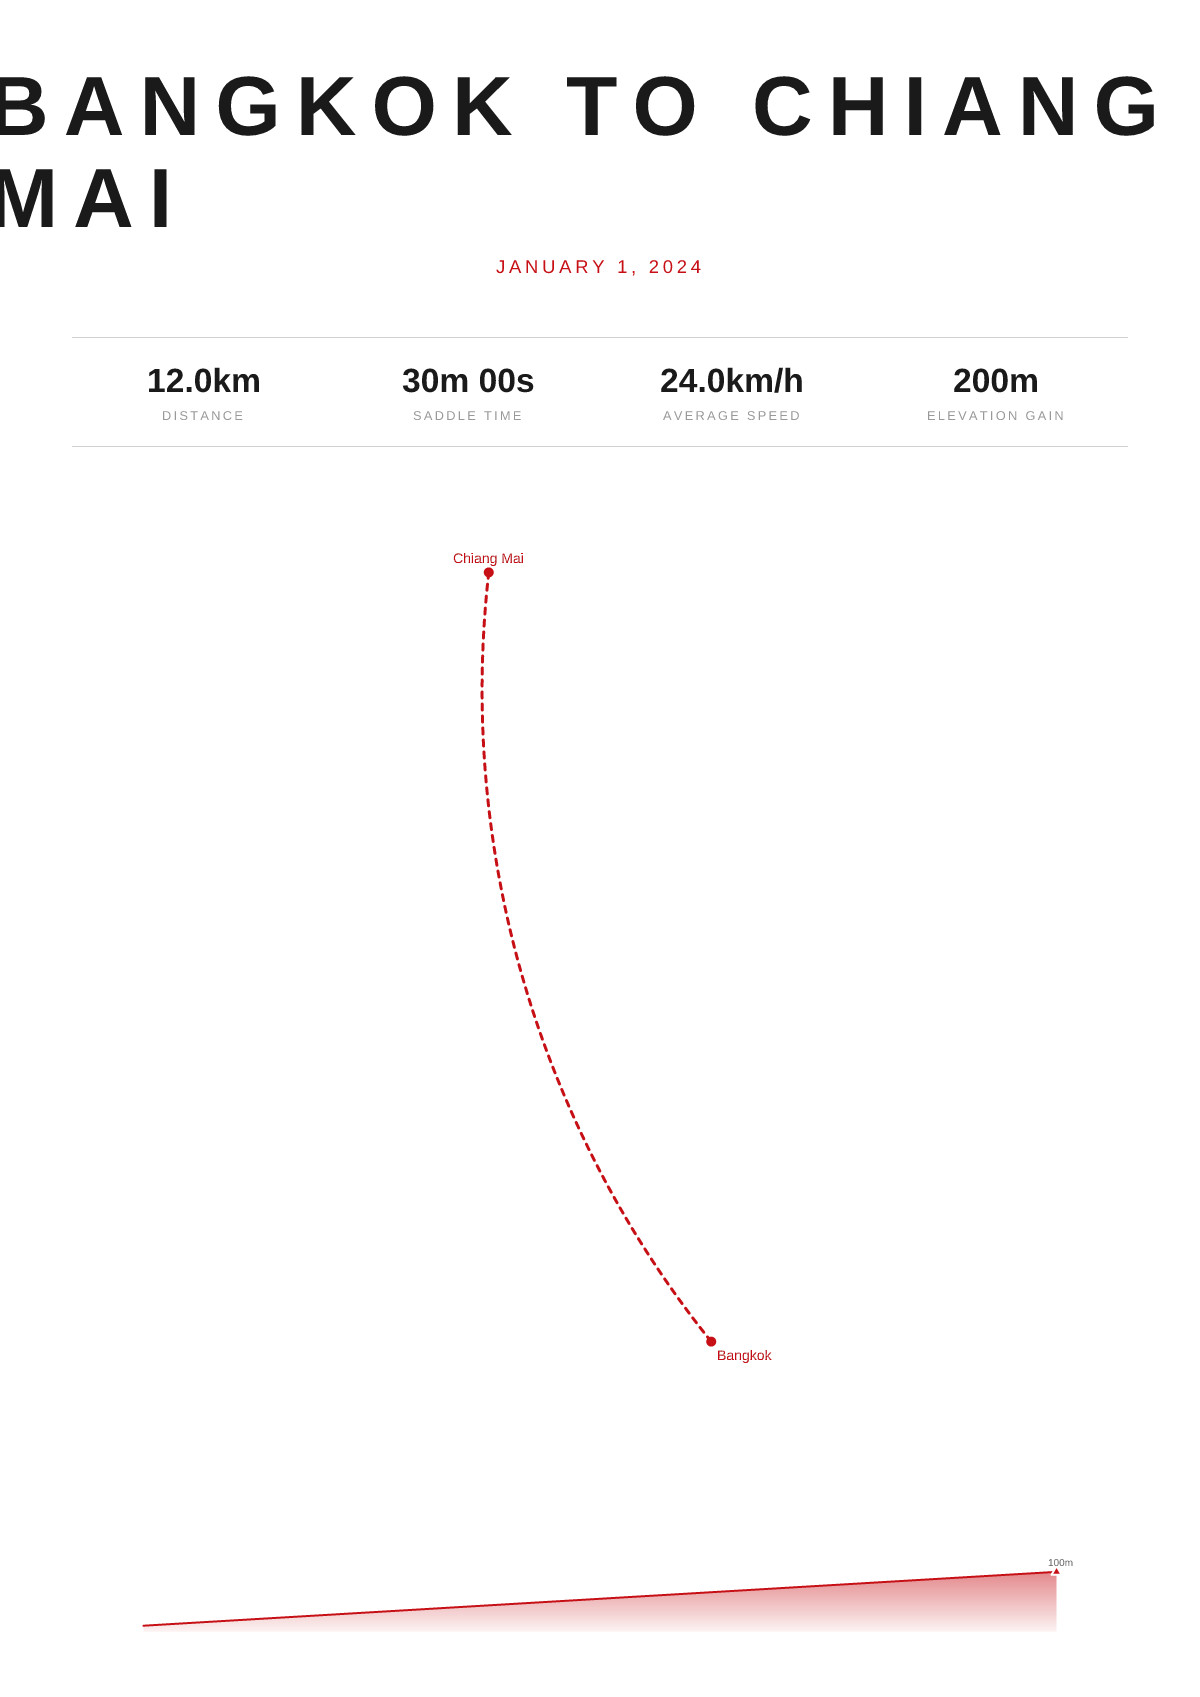 BANGKOK TO CHIANG
MAI
JANUARY 1, 2024
12.0km 30m 00s 24.0km/h 200m
DISTANCE SADDLE TIME AVERAGE SPEED ELEVATION GAIN
Chiang Mai
Bangkok
100m